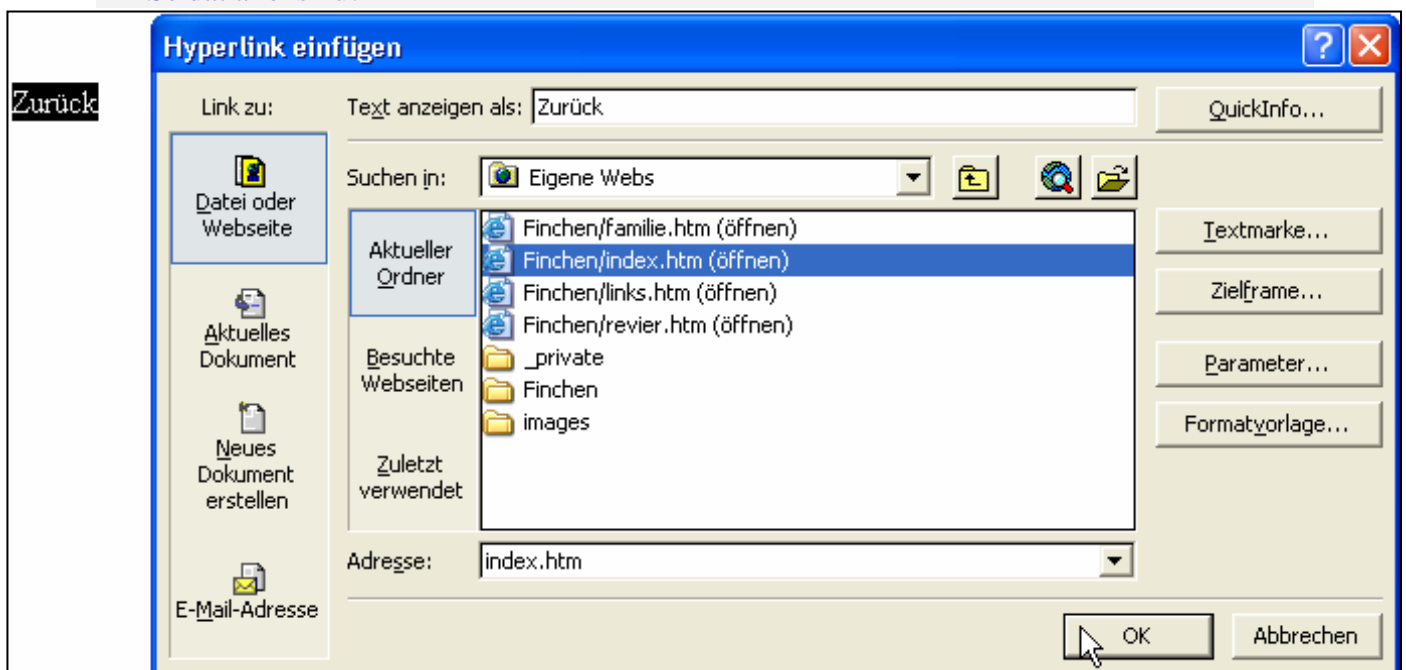 Hyperlink einfügen
Zurück
Link zu:
Text anzeigen als:
Zurück
QuickInfo...
Datei oder
Webseite
Suchen in:
Eigene Webs
Aktueller
Ordner
Finchen/familie.htm (öffnen)
Finchen/index.htm (öffnen)
Finchen/links.htm (öffnen)
Finchen/revier.htm (öffnen)
_private
Finchen
images
Textmarke...
Zielframe...
Parameter...
Formatvorlage...
Aktuelles
Dokument
Besuchte
Webseiten
Neues
Dokument
erstellen
Zuletzt
verwendet
E-Mail-Adresse
Adresse:
index.htm
OK
Abbrechen